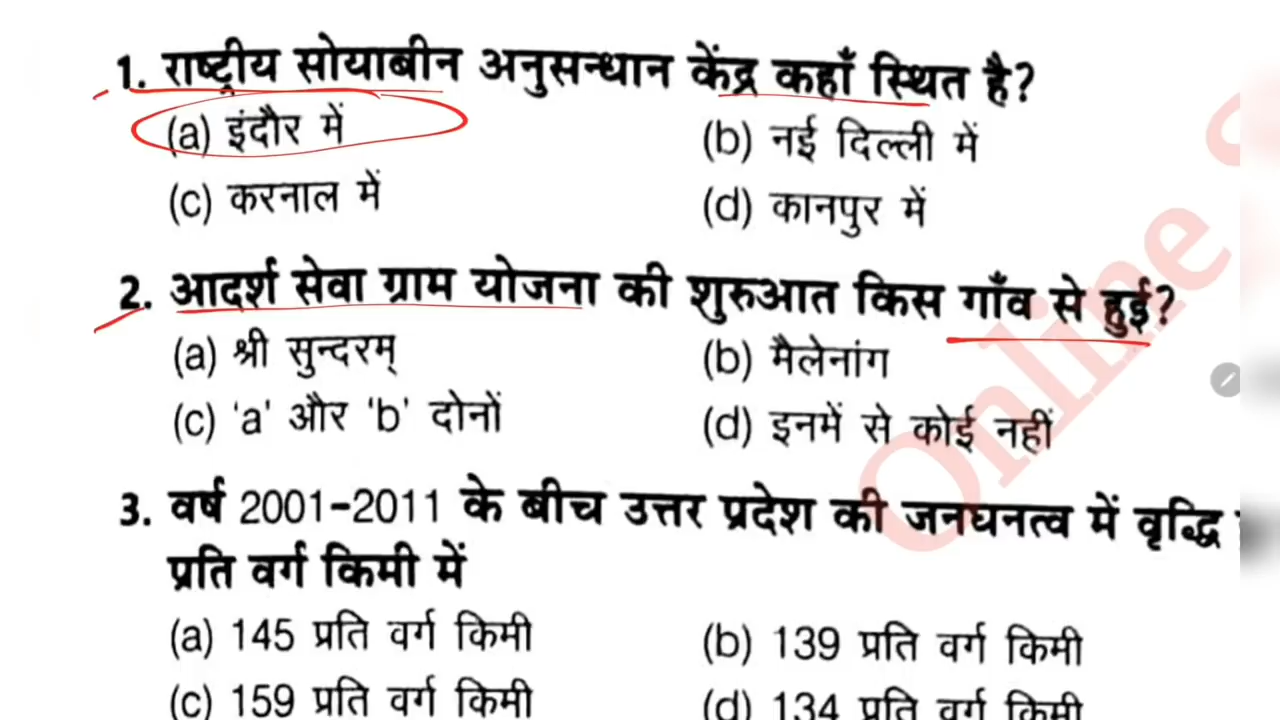 1. राष्ट्रीय सोयाबीन अनुसन्धान केंद्र कहाँ स्थित है?
(a) इंदौर में (b) नई दिल्ली में
(c) करनाल में (d) कानपुर में
2. आदर्श सेवा ग्राम योजना की शुरुआत किस गाँव से हुई?
(a) श्री सुन्दरम् (b) मैलेनांग
(c) 'a' और 'b' दोनों (d) इनमें से कोई नहीं
3. वर्ष 2001-2011 के बीच उत्तर प्रदेश की जनघनत्व में वृद्धि
प्रति वर्ग किमी में
(a) 145 प्रति वर्ग किमी (b) 139 प्रति वर्ग किमी
(c) 159 प्रति वर्ग किमी (d) 134 प्रति वर्ग किमी
Online